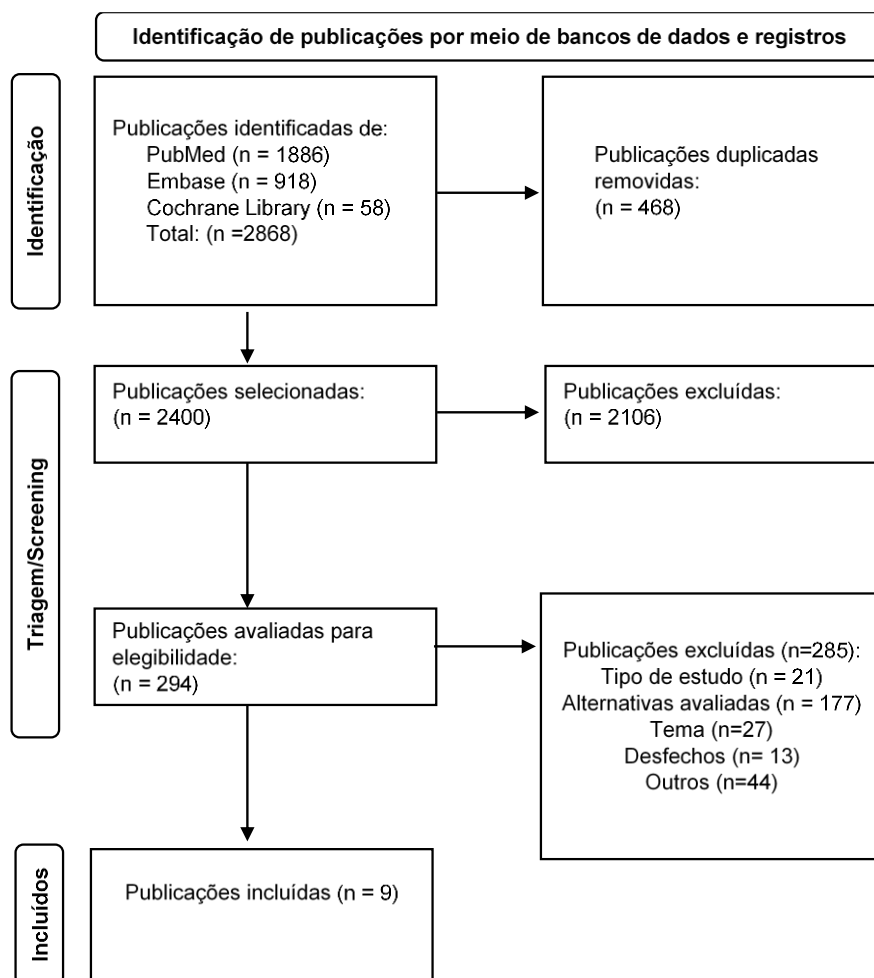 Identificação de publicações por meio de bancos de dados e registros
Identificação
Publicações identificadas de:
PubMed (n = 1886)
Embase (n = 918)
Cochrane Library (n = 58)
Total: (n =2868)
Publicações duplicadas
removidas:
(n = 468)
Triagem/Screening
Publicações selecionadas:
(n = 2400)
Publicações excluídas:
(n = 2106)
Publicações avaliadas para
elegibilidade:
(n = 294)
Publicações excluídas (n=285):
Tipo de estudo (n = 21)
Alternativas avaliadas (n = 177)
Tema (n=27)
Desfechos (n= 13)
Outros (n=44)
Incluídos
Publicações incluídas (n = 9)